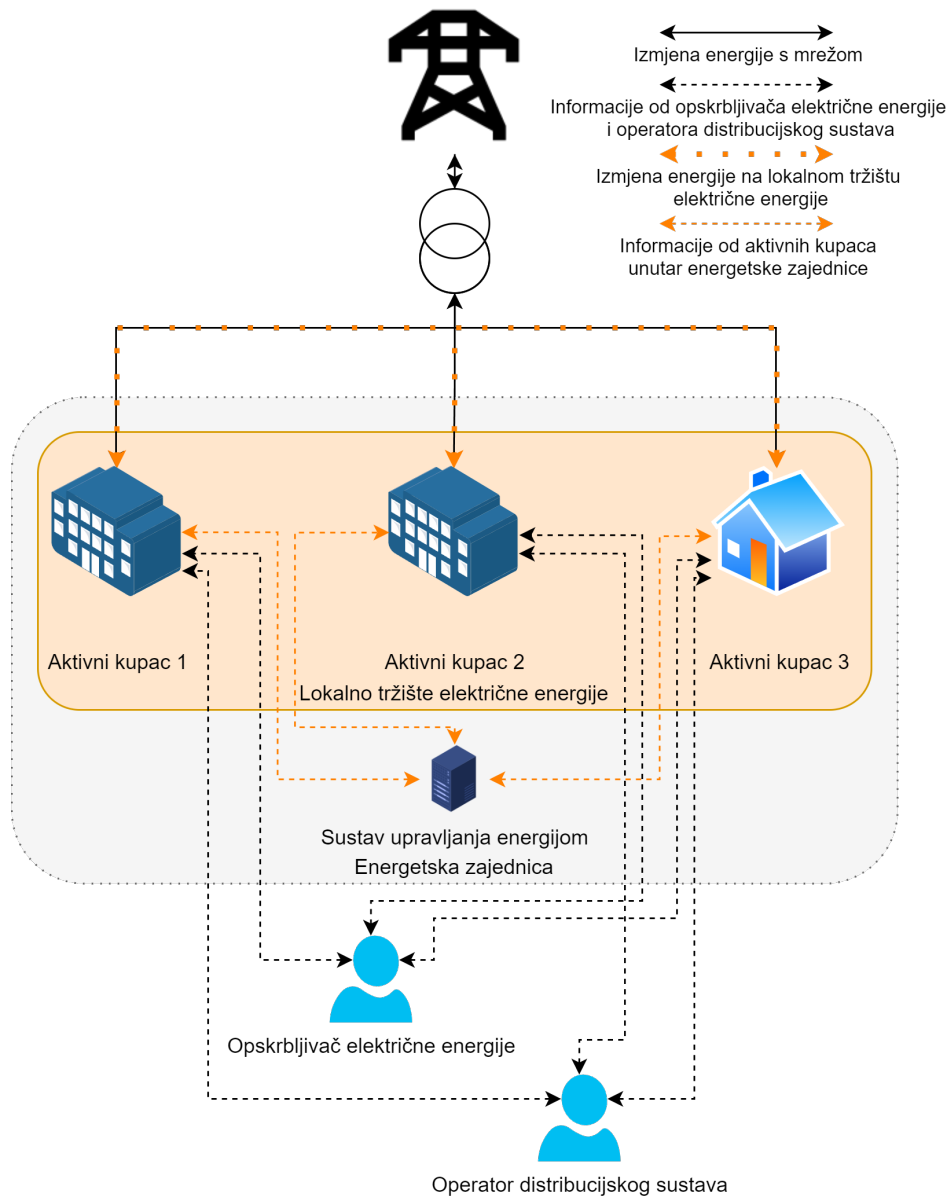 Izmjena energije s mrežom
Informacije od opskrbljivača električne energije
i operatora distribucijskog sustava
Izmjena energije na lokalnom tržištu
električne energije
Informacije od aktivnih kupaca
unutar energetske zajednice
Aktivni kupac 1
Aktivni kupac 2
Aktivni kupac 3
Lokalno tržište električne energije
Sustav upravljanja energijom
Energetska zajednica
Opskrbljivač električne energije
Operator distribucijskog sustava